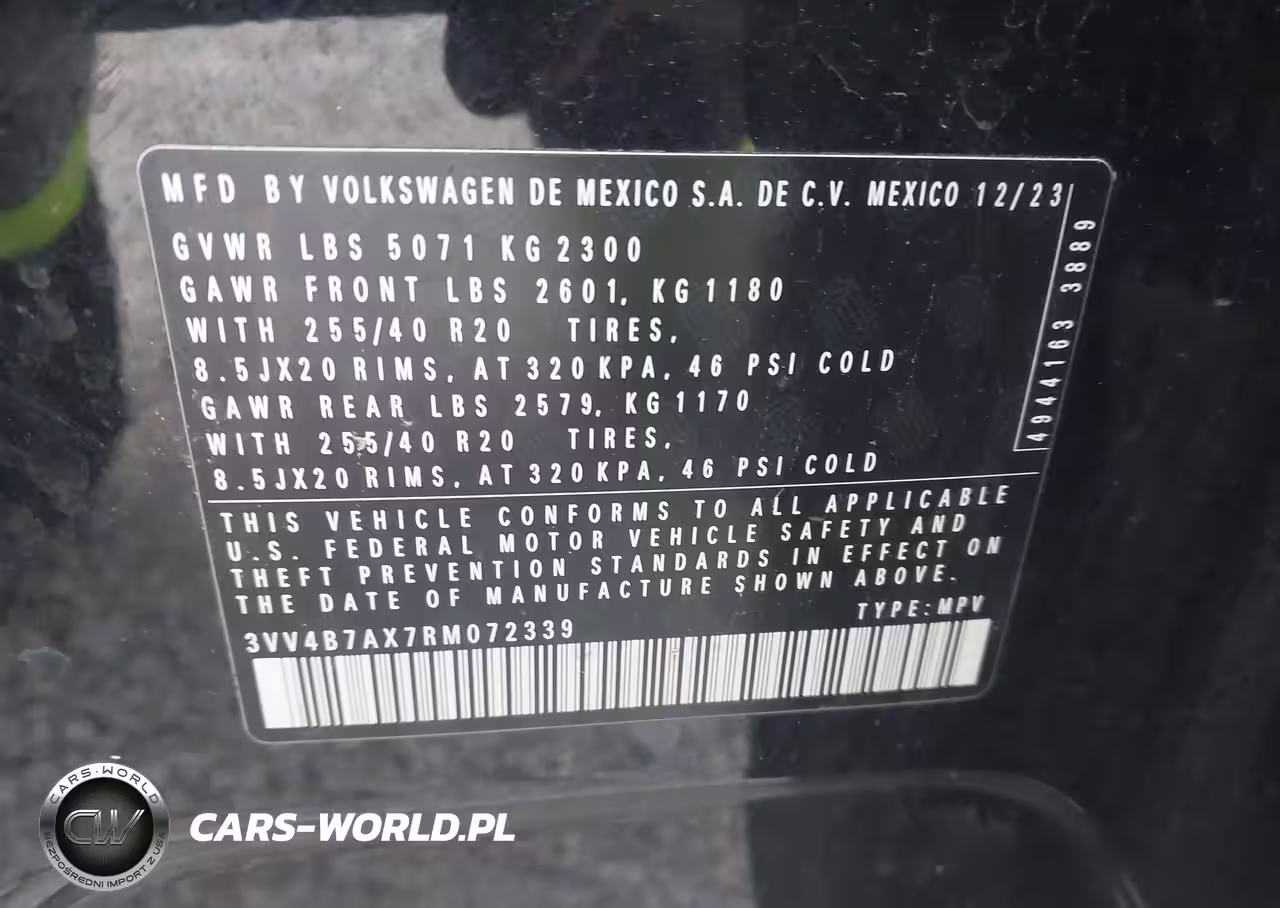 MFD BY VOLKSWAGEN DE MEXICO S.A. DE C.V. MEXICO 12/23
GVWR LBS 5071 KG 2300
GAWR FRONT LBS 2601, KG 1180
WITH 255/40 R20 TIRES,
8.5JX20 RIMS, AT 320 KPA, 46 PSI COLD
GAWR REAR LBS 2579, KG 1170
WITH 255/40 R20 TIRES,
8.5JX20 RIMS, AT 320 KPA, 46 PSI COLD
4944163 3889
THIS VEHICLE CONFORMS TO ALL APPLICABLE
U.S. FEDERAL MOTOR VEHICLE SAFETY AND
THEFT PREVENTION STANDARDS IN EFFECT ON
THE DATE OF MANUFACTURE SHOWN ABOVE.
TYPE:MPV
3VV4B7AX7RM072339
CARS-WORLD
CW
BEZPOŚREDNI IMPORT Z USA
CARS-WORLD.PL